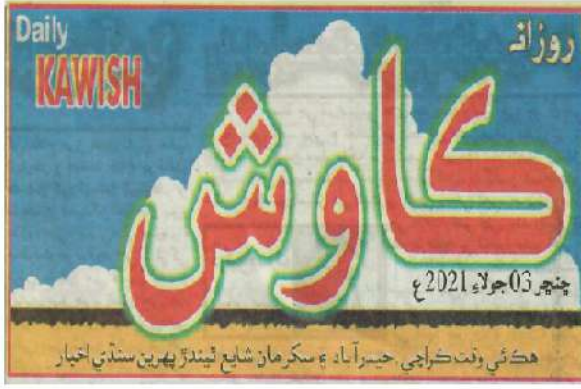 Daily
KAWISH
روزانہ
ڪاوش
ڇنڇر 03 جولاءِ 2021ع
هڪ ئي وقت ڪراچي حيدرآباد ۽ سکر مان شايع ٿيندڙ پهرين سنڌي اخبار